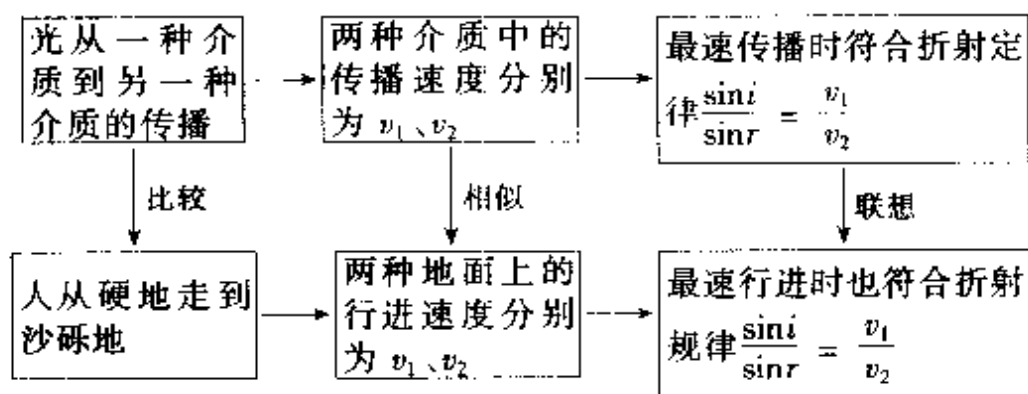 光从一种介
质到另一种
介质的传播
两种介质中的
传播速度分别
为 v₁、v₂
最速传播时符合折射定
律 sini/sinr = v₁/v₂
比较
相似
联想
人从硬地走到
沙砾地
两种地面上的
行进速度分别
为 v₁、v₂
最速行进时也符合折射
规律 sini/sinr = v₁/v₂